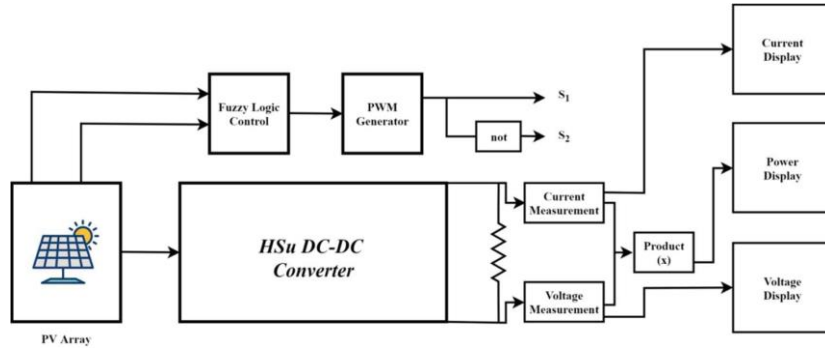 Current
Display
Fuzzy Logic
Control
PWM
Generator
S1
not
S2
Power
Display
HSu DC-DC
Converter
Current
Measurement
Product
(x)
Voltage
Measurement
Voltage
Display
PV Array